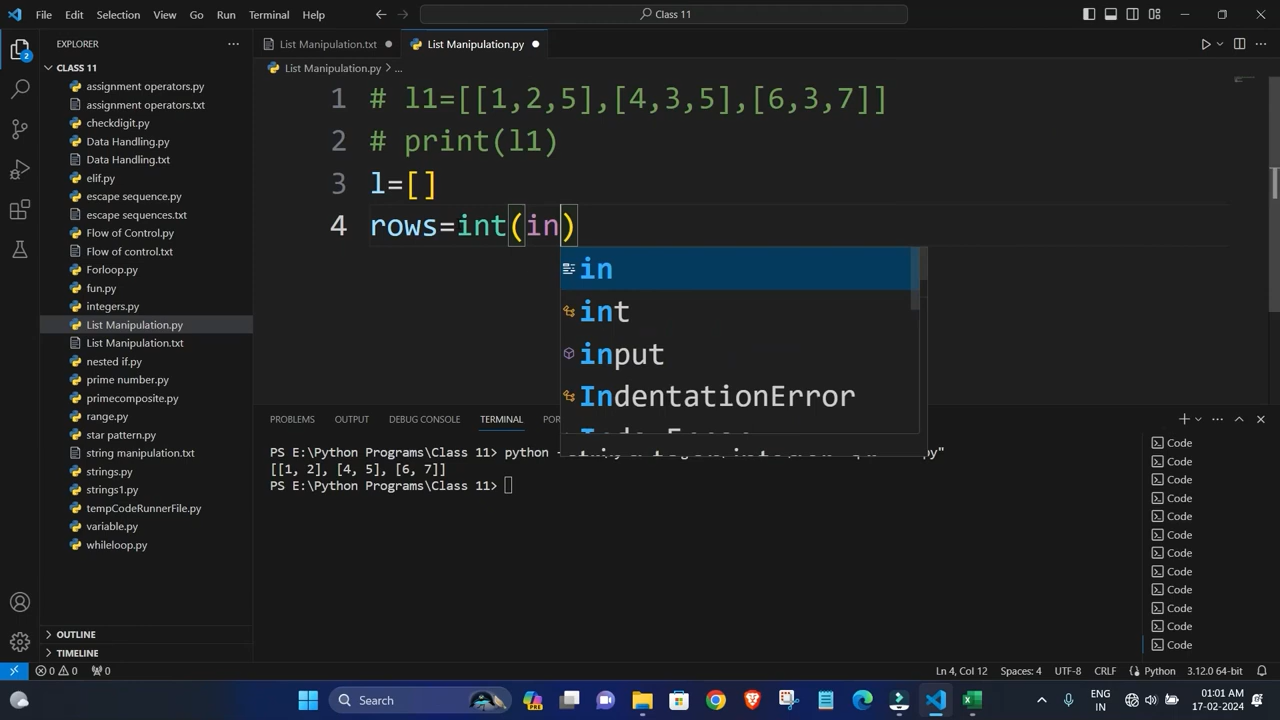 File Edit Selection View Go Run Terminal Help
Class 11
EXPLORER
CLASS 11
assignment operators.py
assignment operators.txt
checkdigit.py
Data Handling.py
Data Handling.txt
elif.py
escape sequence.py
escape sequences.txt
Flow of Control.py
Flow of control.txt
Forloop.py
fun.py
integers.py
List Manipulation.py
List Manipulation.txt
nested if.py
prime number.py
primecomposite.py
range.py
star pattern.py
string manipulation.txt
strings.py
strings1.py
tempCodeRunnerFile.py
variable.py
whileloop.py
OUTLINE
TIMELINE
2
List Manipulation.txt
List Manipulation.py
List Manipulation.py > ...
1 # l1=[[1,2,5],[4,3,5],[6,3,7]]
2 # print(l1)
3 l=[]
4 rows=int(in)
in
int
input
IndentationError
PROBLEMS OUTPUT DEBUG CONSOLE TERMINAL
PS E:\Python Programs\Class 11> python
[[1, 2], [4, 5], [6, 7]]
PS E:\Python Programs\Class 11>
Code
Code
Code
Code
Code
Code
Code
Code
Code
Code
Code
Code
0 0 0 Ln 4, Col 12 Spaces: 4 UTF-8 CRLF Python 3.12.0 64-bit
Search
PRE
ENG
IN
01:01 AM
17-02-2024